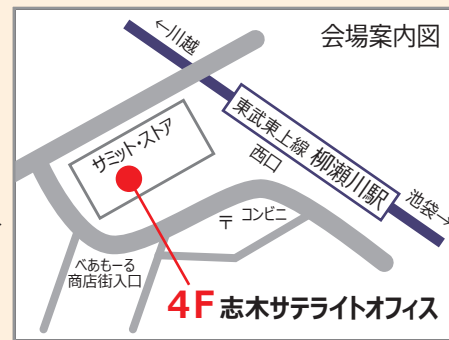 会場案内図
←川越
東武東上線 柳瀬川駅
西口
池袋→
サミット・ストア
〒 コンビニ
べあもーる
商店街入口
4F 志木サテライトオフィス